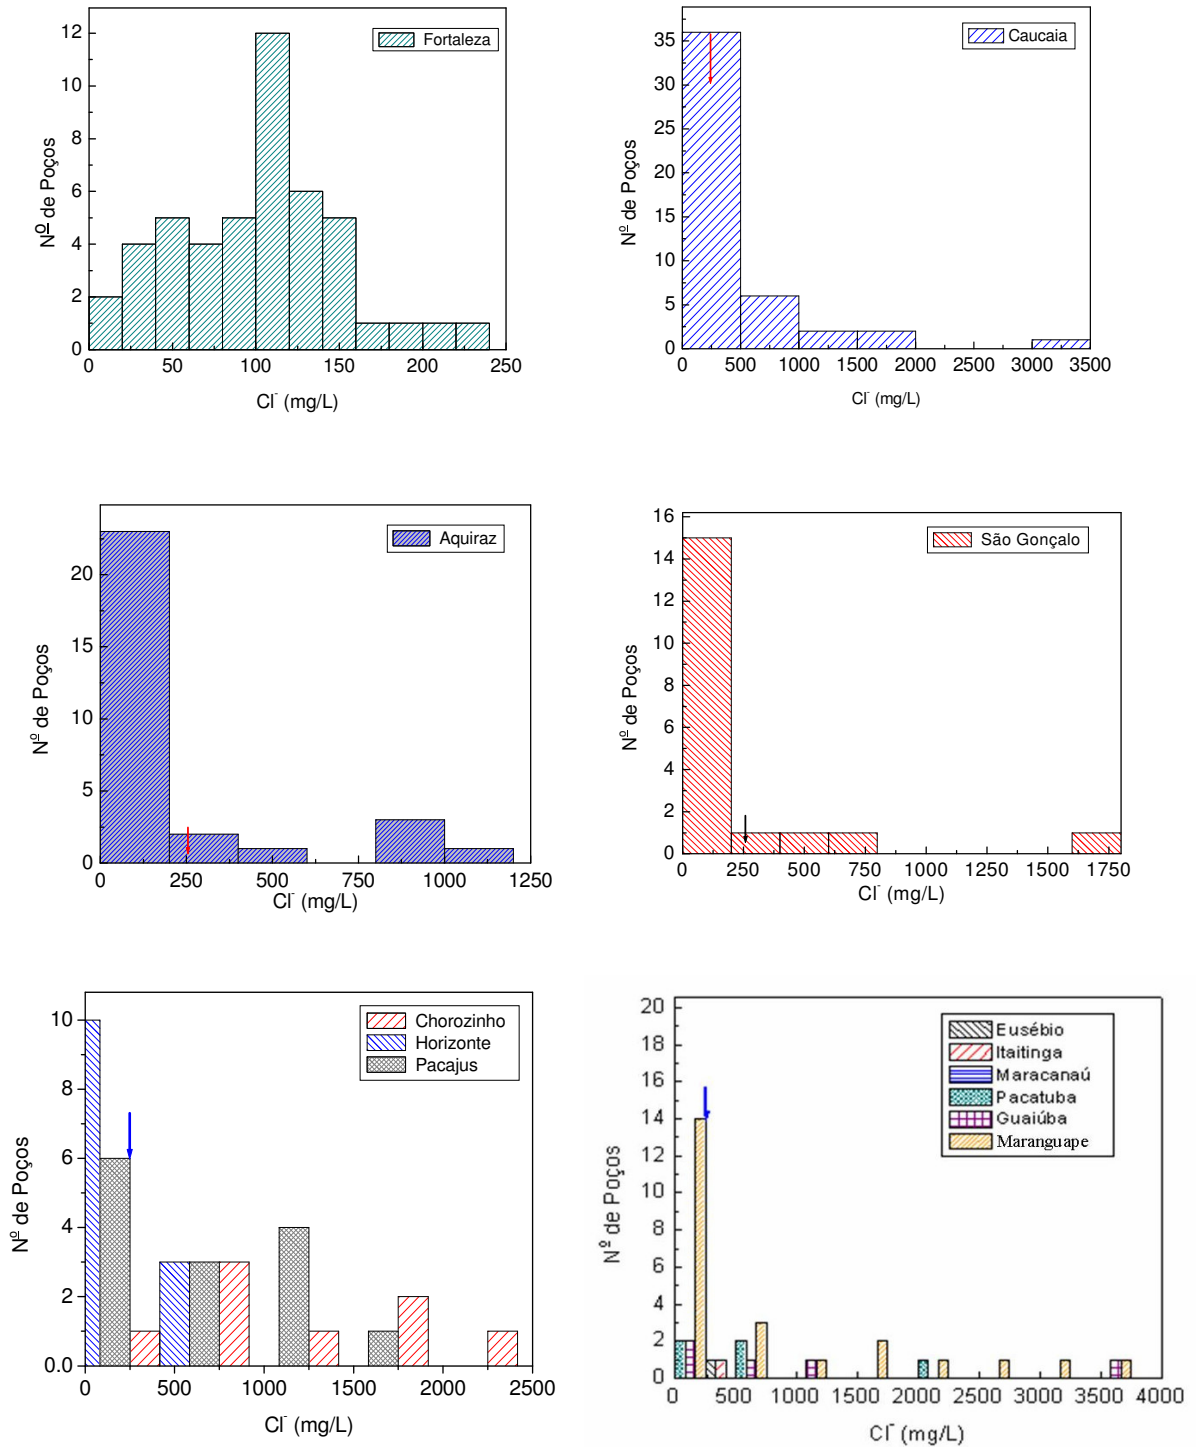 Fortaleza
Nº de Poços
12
10
8
6
4
2
0
0 50 100 150 200 250
Cl⁻ (mg/L)
Caucaia
Nº de Poços
35
30
25
20
15
10
5
0
0 500 1000 1500 2000 2500 3000 3500
Cl⁻ (mg/L)
Aquiraz
Nº de Poços
20
15
10
5
0
0 250 500 750 1000 1250
Cl⁻ (mg/L)
São Gonçalo
Nº de Poços
16
14
12
10
8
6
4
2
0
0 250 500 750 1000 1250 1500 1750
Cl⁻ (mg/L)
Chorozinho
Horizonte
Pacajus
Nº de Poços
10
8
6
4
2
0.0
0 500 1000 1500 2000 2500
Cl⁻ (mg/L)
Eusébio
Itaitinga
Maracanaú
Pacatuba
Guaiúba
Maranguape
Nº de Poços
20
18
16
14
12
10
8
6
4
2
0
0 500 1000 1500 2000 2500 3000 3500 4000
Cl⁻ (mg/L)